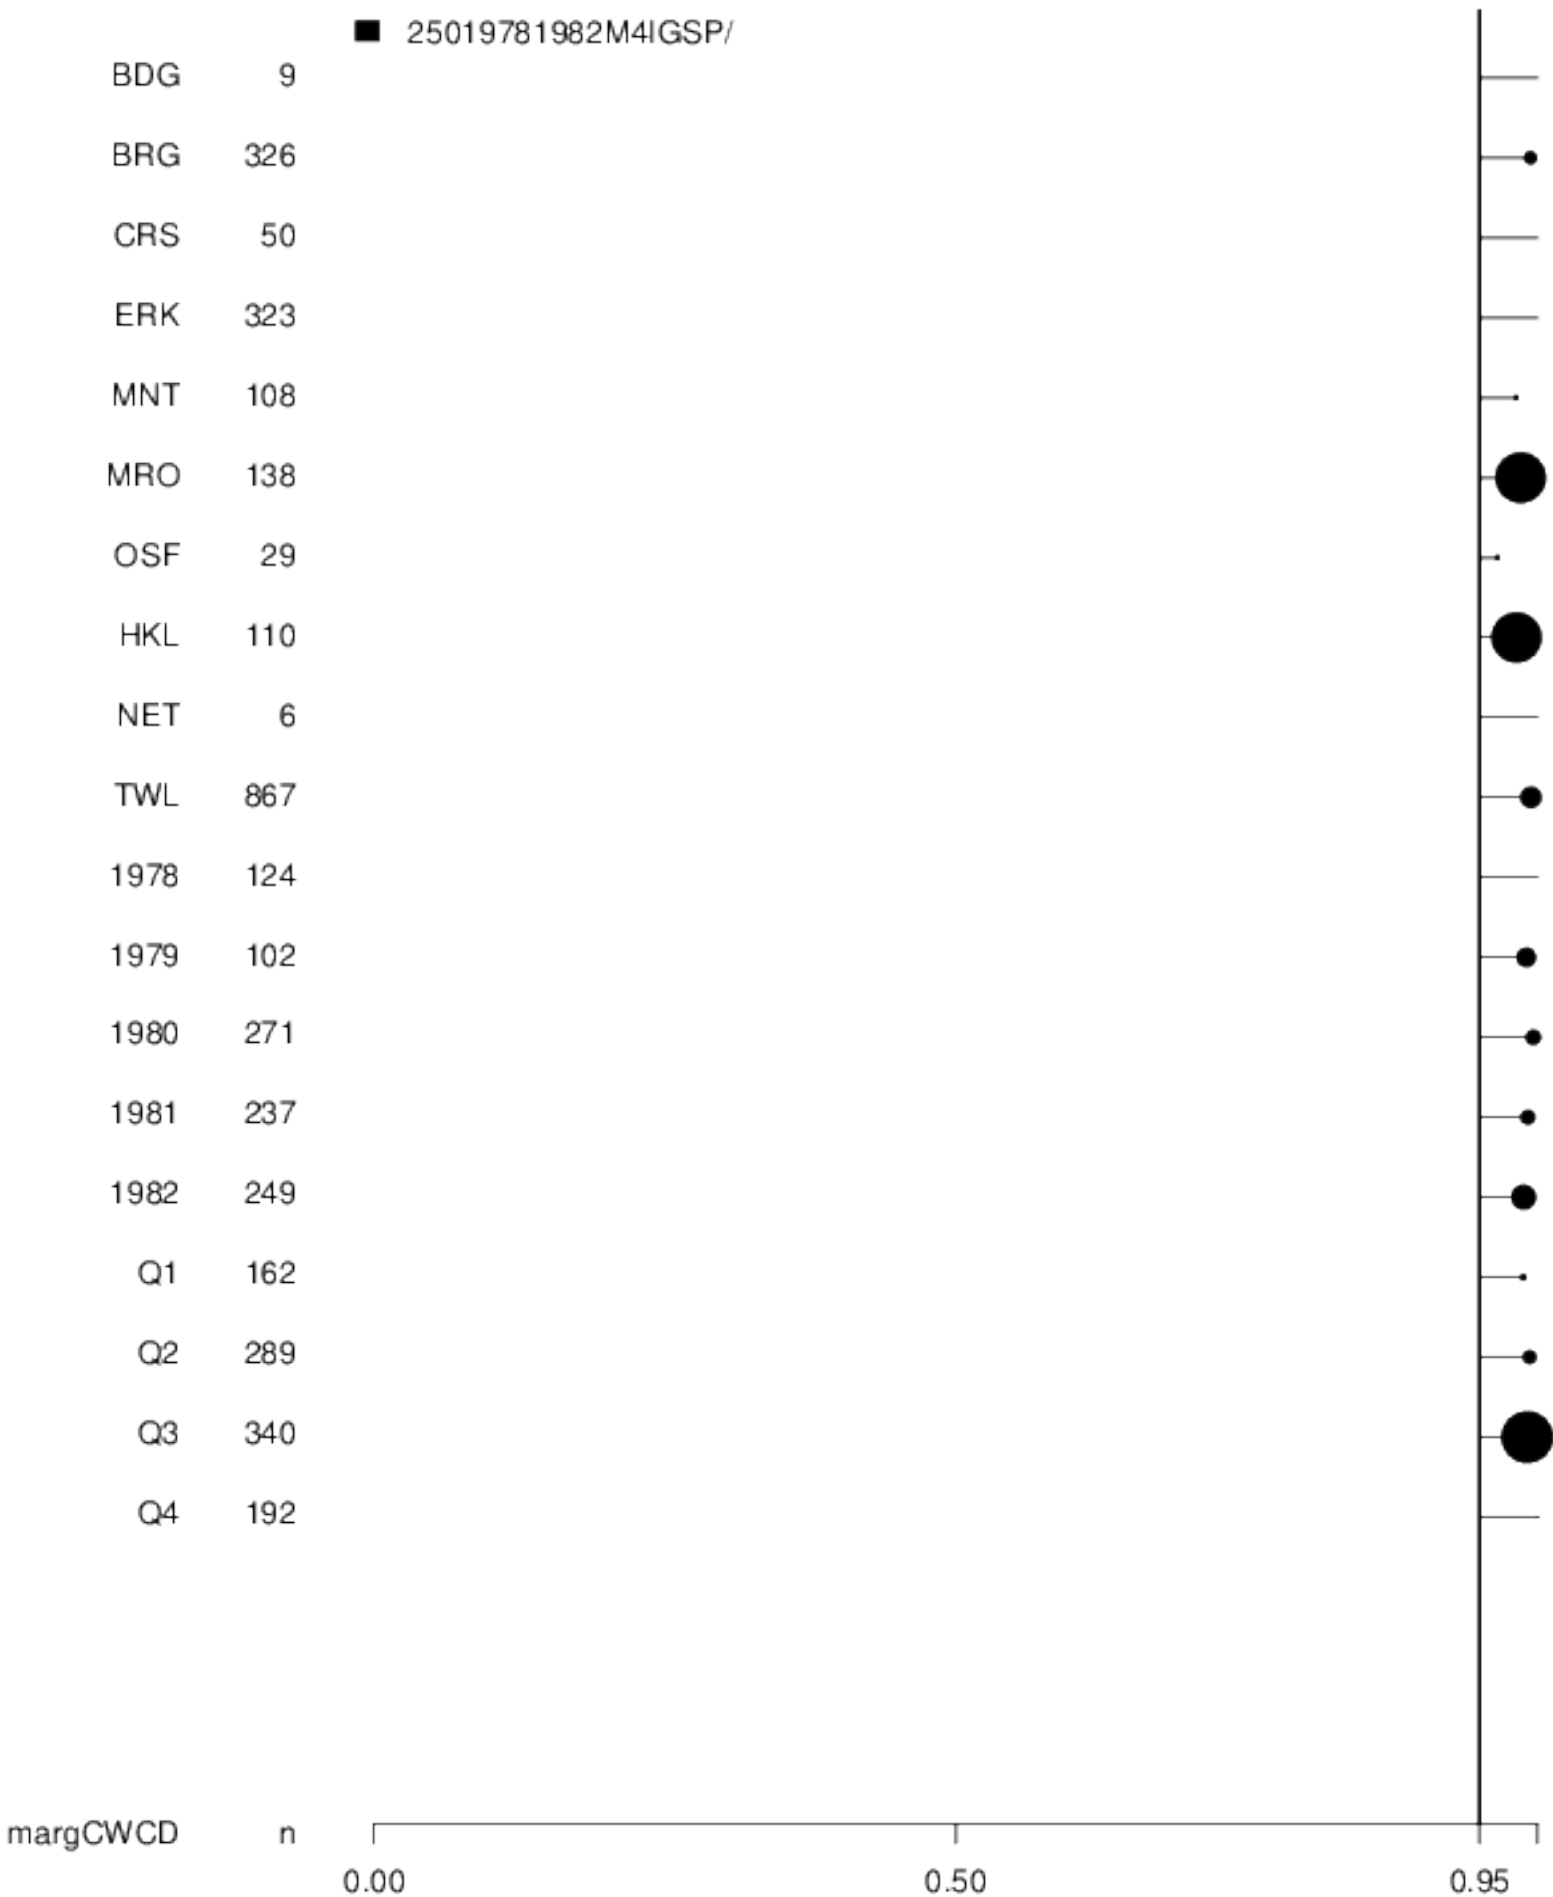 25019781982M4IGSP/
BDG 9
BRG 326
CRS 50
ERK 323
MNT 108
MRO 138
OSF 29
HKL 110
NET 6
TWL 867
1978 124
1979 102
1980 271
1981 237
1982 249
Q1 162
Q2 289
Q3 340
Q4 192
margCWCD n
0.00 0.50 0.95